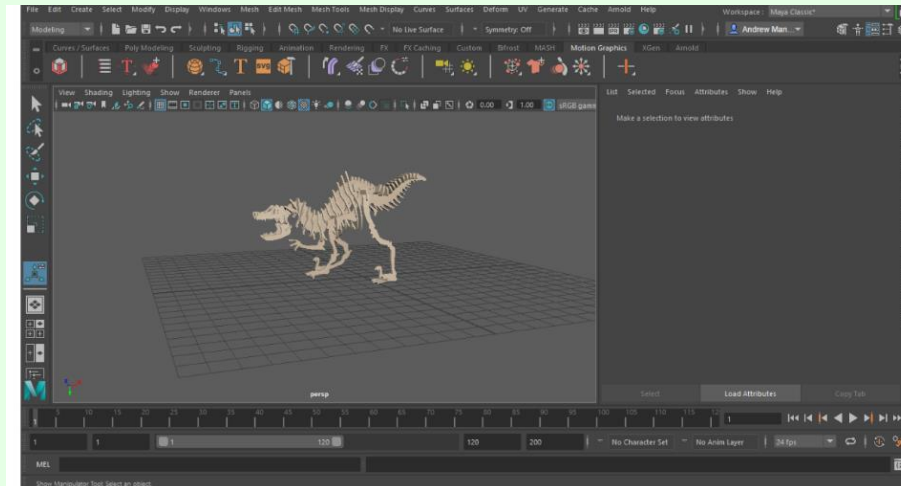 File Edit Create Select Modify Display Windows Mesh Edit Mesh Mesh Tools Mesh Display Curves Surfaces Deform UV Generate Cache Arnold Help Workspace: Maya Classic*
Modeling No Live Surface Symmetry: Off Andrew Man...
Curves / Surfaces Poly Modeling Sculpting Rigging Animation Rendering FX FX Caching Custom Bifrost MASH Motion Graphics XGen Arnold
T T SVG
View Shading Lighting Show Renderer Panels
List Selected Focus Attributes Show Help
0.00 1.00 sRGB gamm
Make a selection to view attributes
persp
Select Load Attributes Copy Tab
5 10 15 20 25 30 35 40 45 50 55 60 65 70 75 80 85 90 95 100 105 110 115 12
1 1
1 1 1 120 120 200 No Character Set No Anim Layer 24 fps
MEL
Show Manipulator Tool: Select an object.